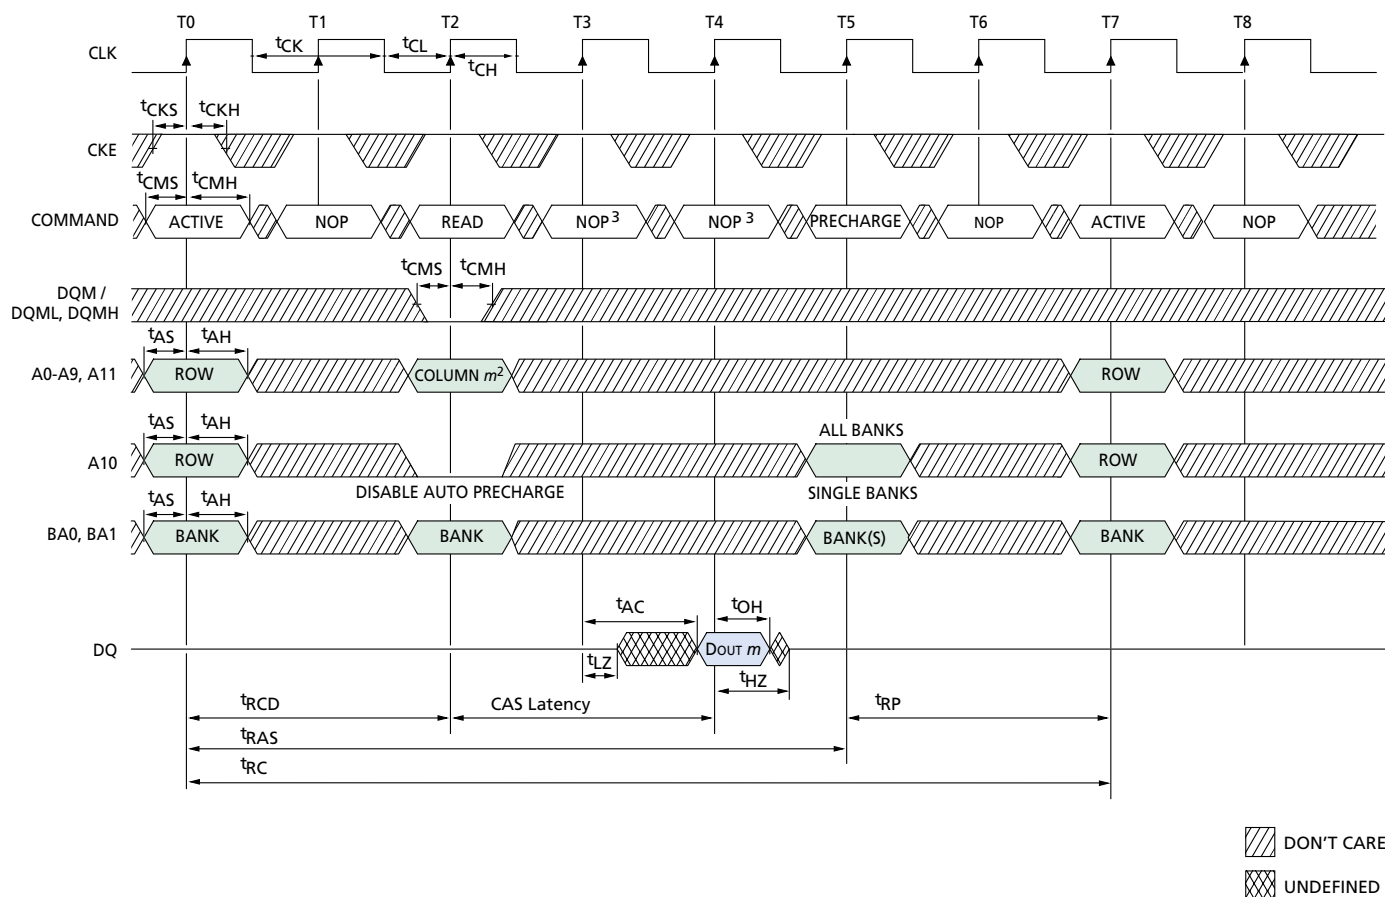 T0 T1 T2 T3 T4 T5 T6 T7 T8
CLK
tCK tCL
tCH
tCKS tCKH
CKE
tCMS tCMH
COMMAND ACTIVE NOP READ NOP3 NOP 3 PRECHARGE NOP ACTIVE NOP
tCMS tCMH
DQM /
DQML, DQMH
tAS tAH
A0-A9, A11 ROW COLUMN m2 ROW
tAS tAH
ALL BANKS
A10 ROW ROW
DISABLE AUTO PRECHARGE SINGLE BANKS
tAS tAH
BA0, BA1 BANK BANK BANK(S) BANK
tAC tOH
DQ DOUT m
tLZ
tHZ
tRCD CAS Latency tRP
tRAS
tRC
DON'T CARE
UNDEFINED